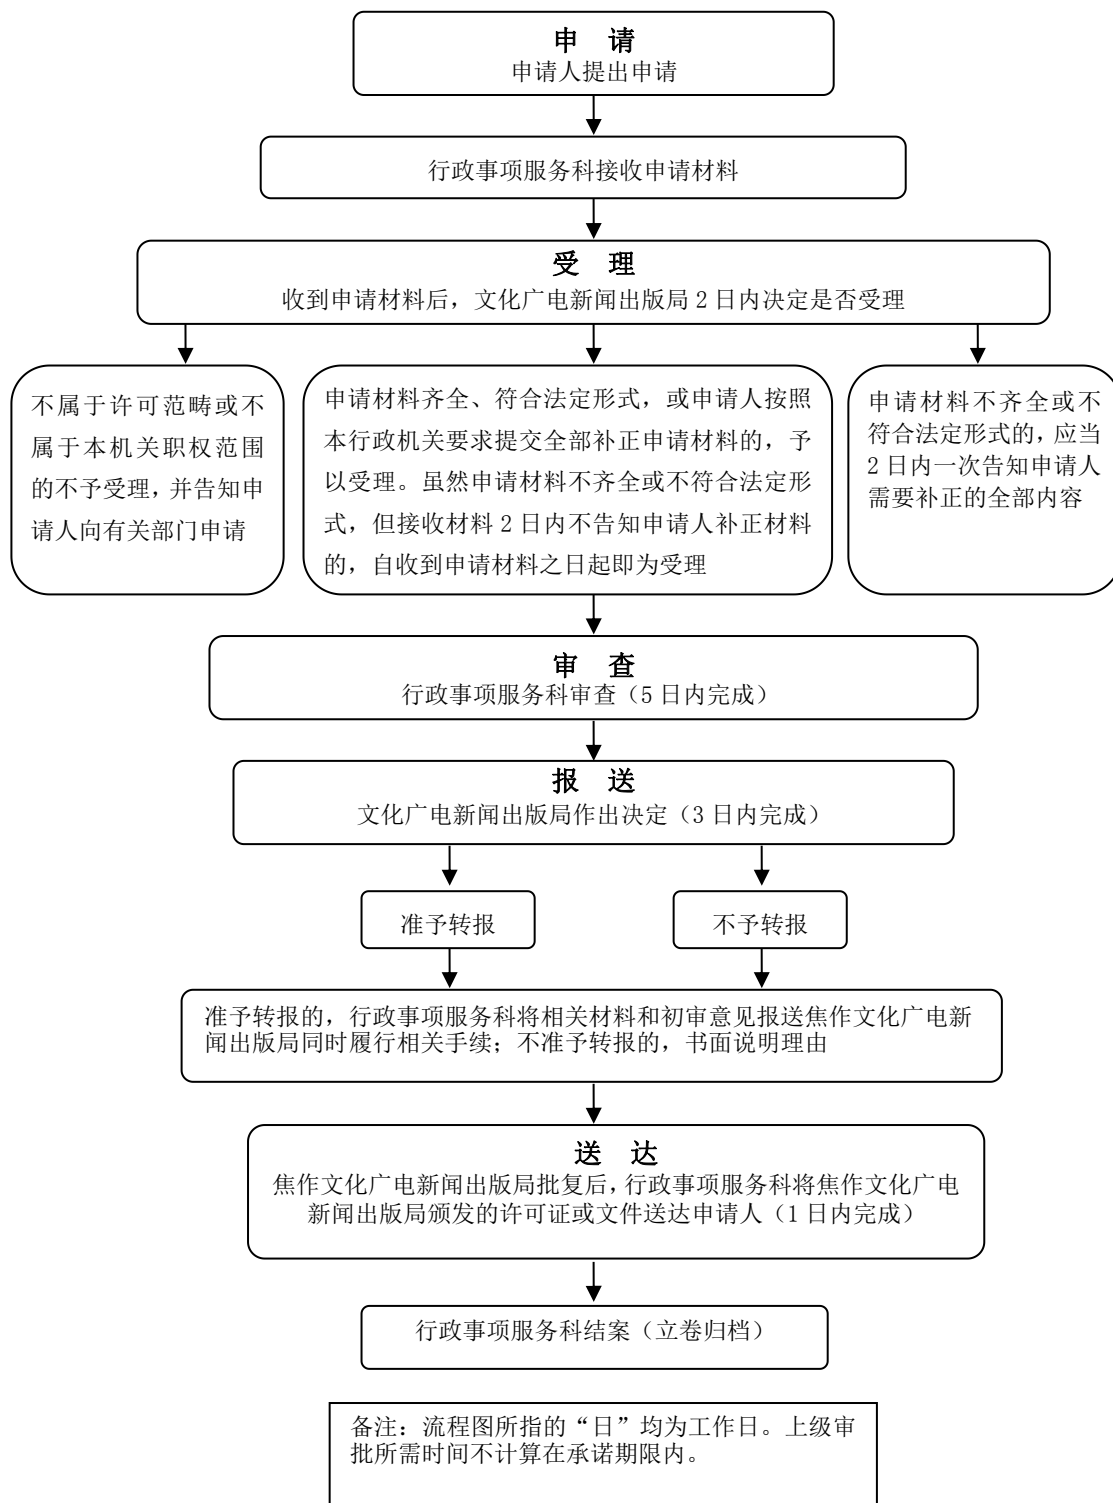 申 请
申请人提出申请
行政事项服务科接收申请材料
受 理
收到申请材料后，文化广电新闻出版局 2 日内决定是否受理
不属于许可范畴或不
属于本机关职权范围
的不予受理，并告知申
请人向有关部门申请
申请材料齐全、符合法定形式，或申请人按照
本行政机关要求提交全部补正申请材料的，予
以受理。虽然申请材料不齐全或不符合法定形
式，但接收材料 2 日内不告知申请人补正材料
的，自收到申请材料之日起即为受理
申请材料不齐全或不
符合法定形式的，应当
2 日内一次告知申请人
需要补正的全部内容
审 查
行政事项服务科审查（5 日内完成）
报 送
文化广电新闻出版局作出决定（3 日内完成）
准予转报
不予转报
准予转报的，行政事项服务科将相关材料和初审意见报送焦作文化广电新
闻出版局同时履行相关手续；不准予转报的，书面说明理由
送 达
焦作文化广电新闻出版局批复后，行政事项服务科将焦作文化广电
新闻出版局颁发的许可证或文件送达申请人（1 日内完成）
行政事项服务科结案（立卷归档）
备注：流程图所指的“日”均为工作日。上级审
批所需时间不计算在承诺期限内。